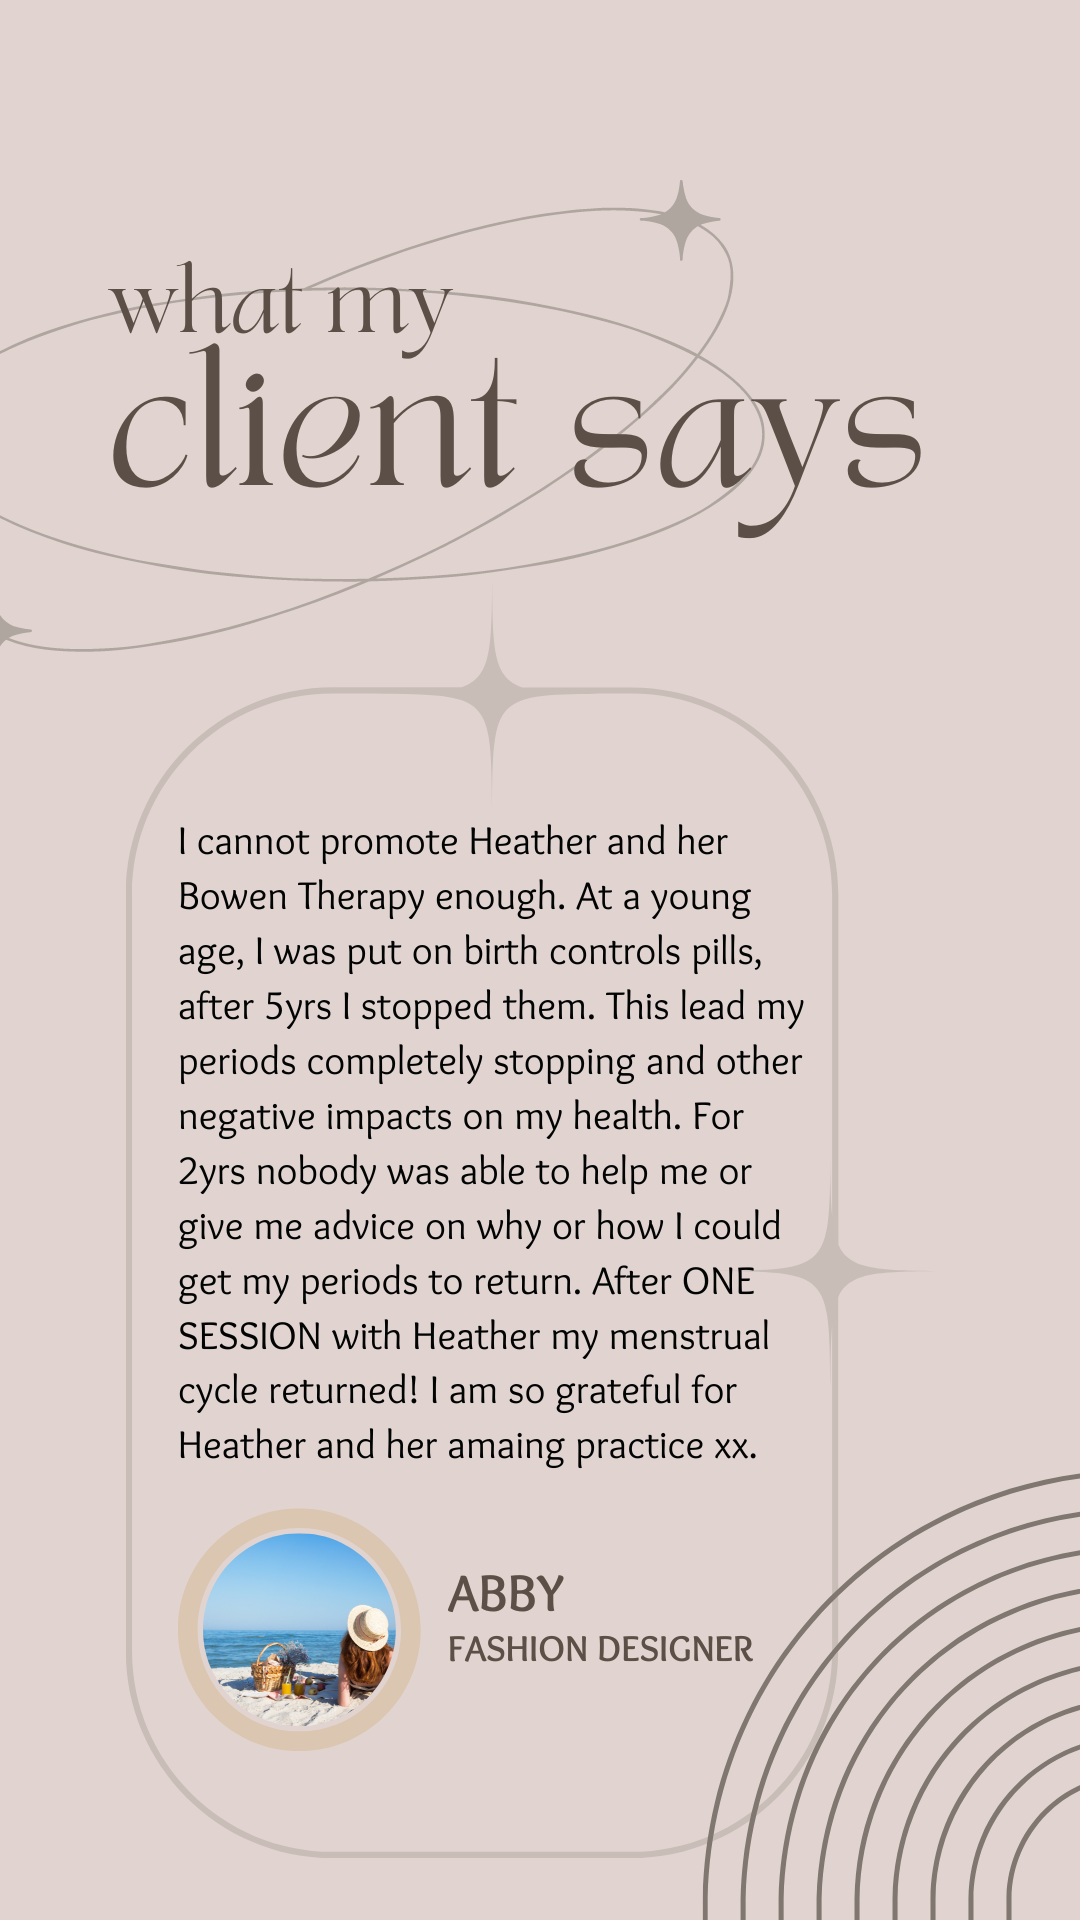 what my
client says
I cannot promote Heather and her
Bowen Therapy enough. At a young
age, I was put on birth controls pills,
after 5yrs I stopped them. This lead my
periods completely stopping and other
negative impacts on my health. For
2yrs nobody was able to help me or
give me advice on why or how I could
get my periods to return. After ONE
SESSION with Heather my menstrual
cycle returned! I am so grateful for
Heather and her amaing practice xx.
ABBY
FASHION DESIGNER